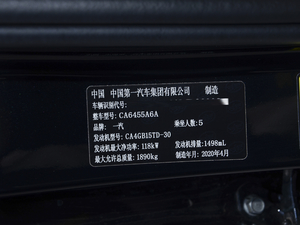 中国 中国第一汽车集团有限公司 制造
车辆识别代号:
整车型号: CA6455A6A
品牌: 一汽 乘坐人数: 5
发动机型号: CA4GB15TD-30
发动机最大净功率: 118kW 发动机排量: 1498mL
最大允许总质量: 1890kg 制造年月: 2020年4月